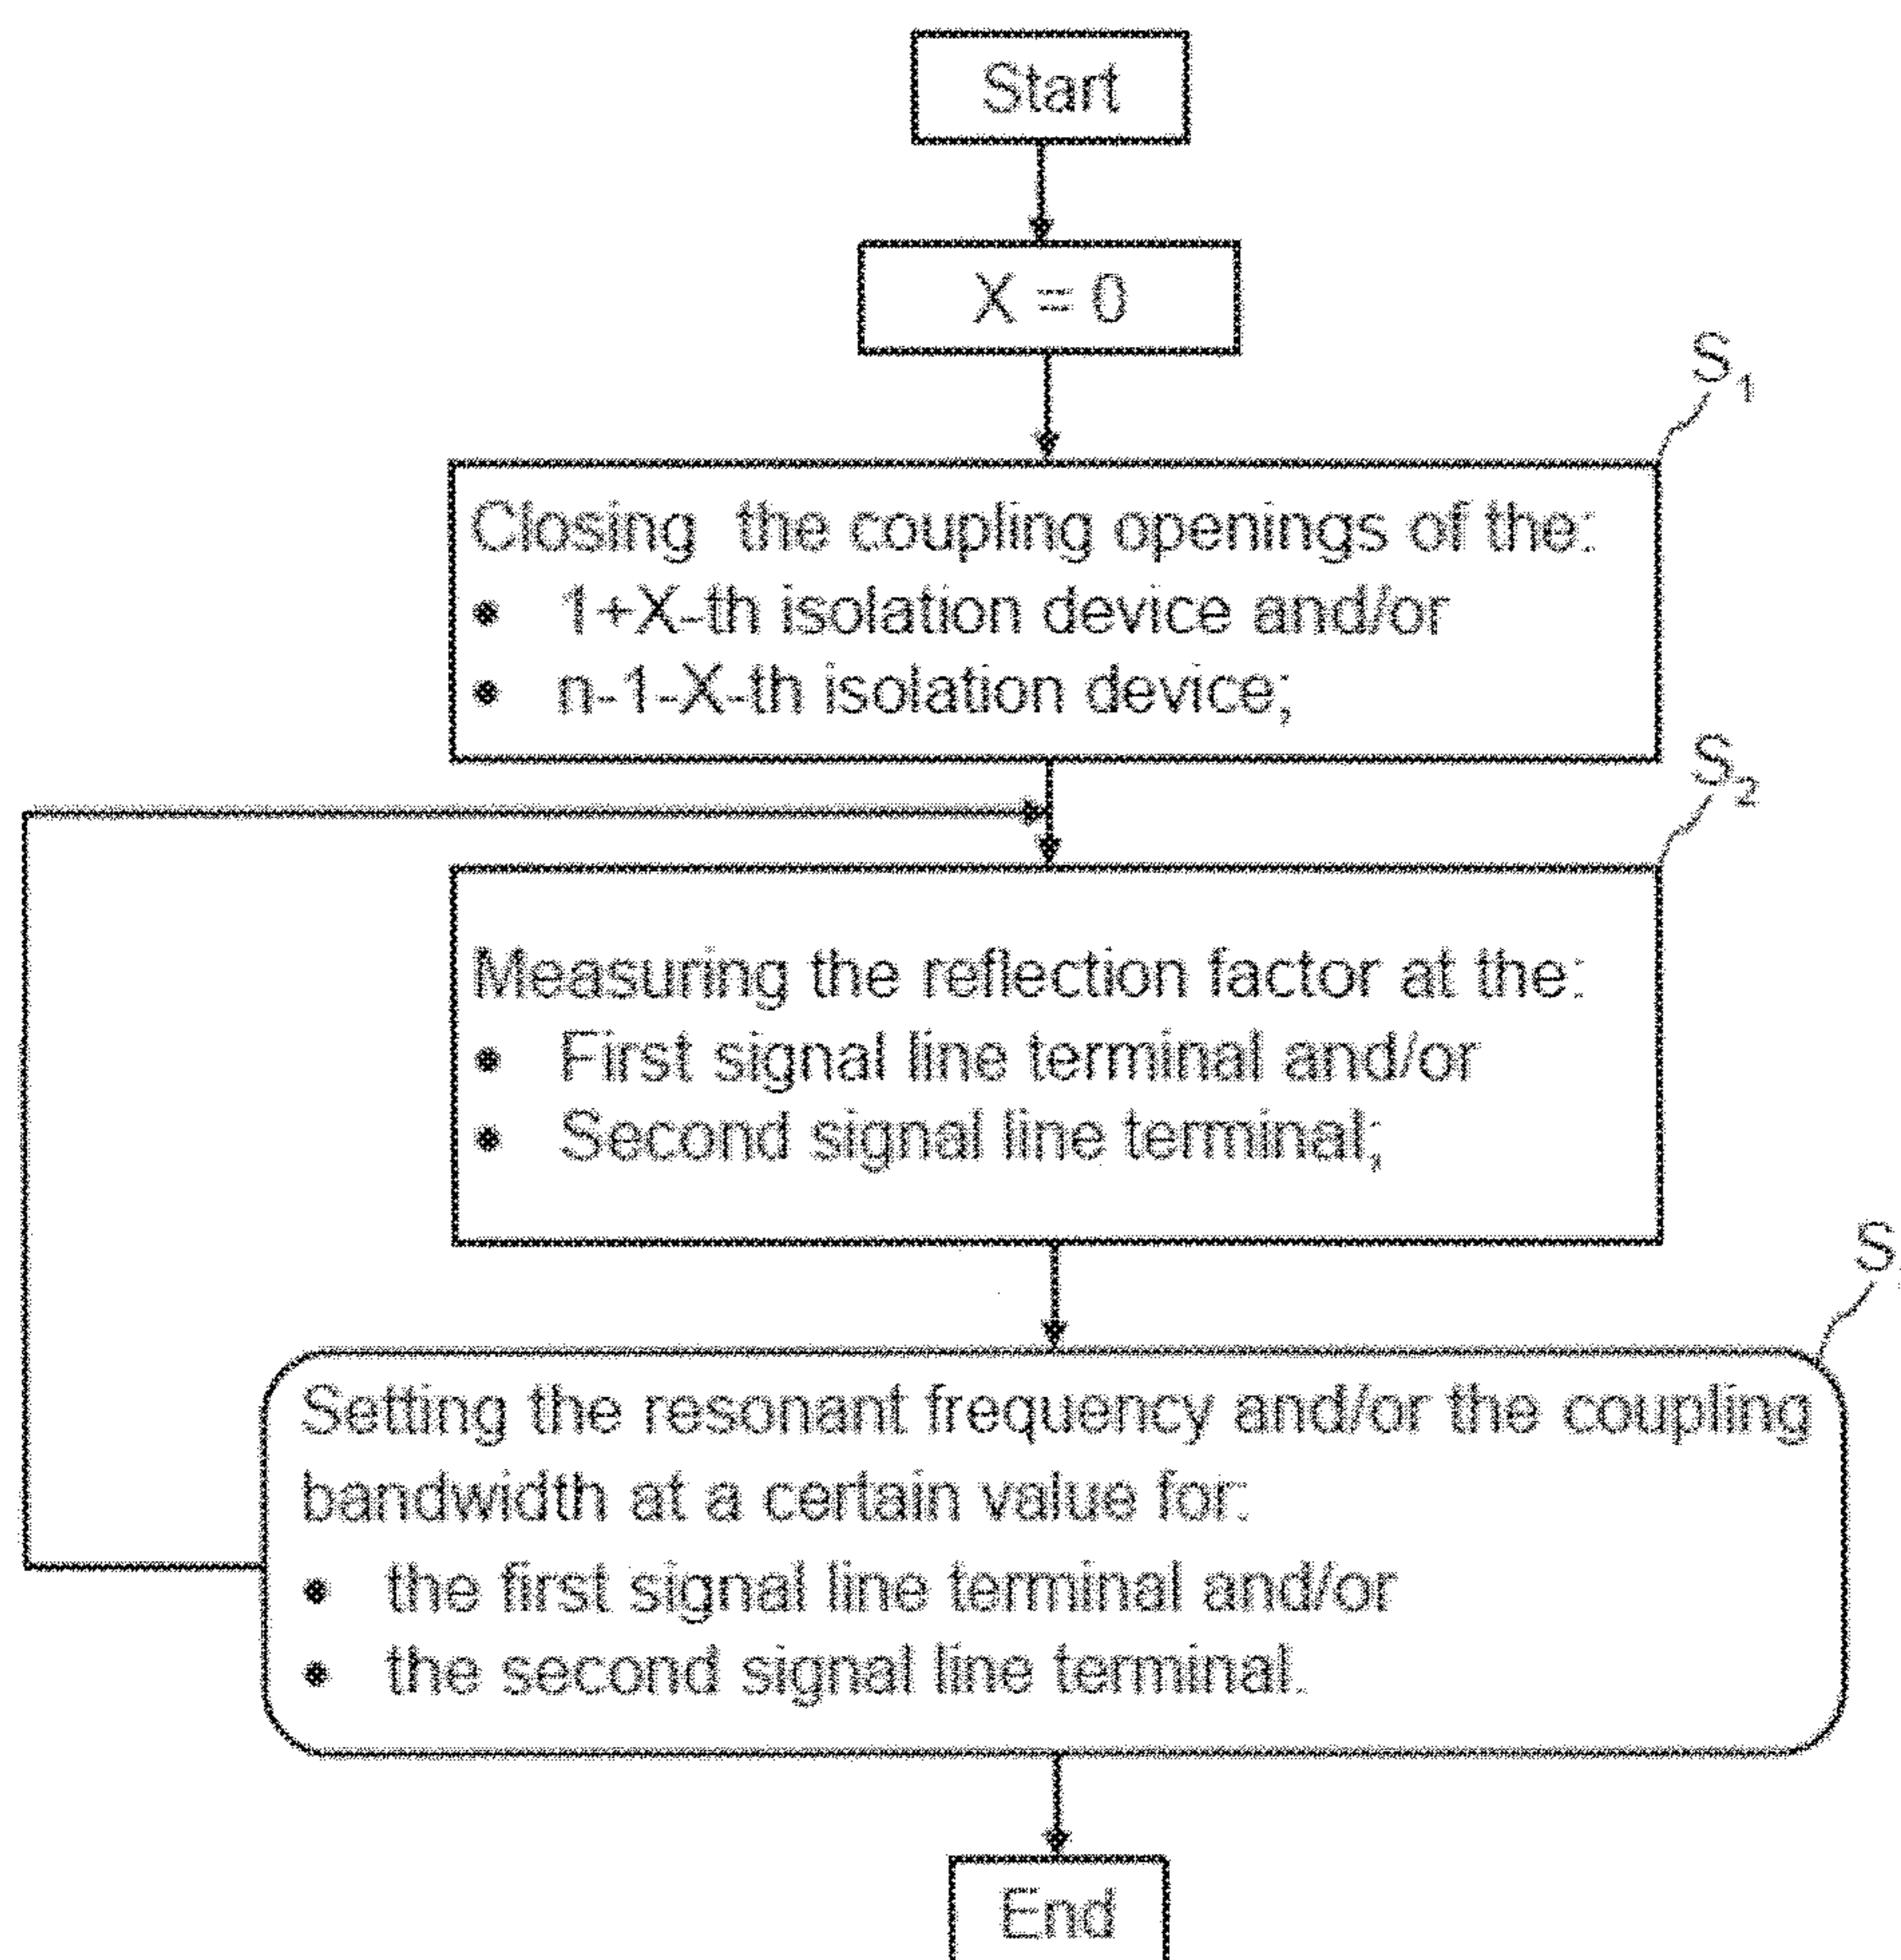 Start
X = 0
S1
Closing the coupling openings of the:
• 1+X-th isolation device and/or
• n-1-X-th isolation device;
S2
Measuring the reflection factor at the:
• First signal line terminal and/or
• Second signal line terminal;
S
Setting the resonant frequency and/or the coupling
bandwidth at a certain value for:
• the first signal line terminal and/or
• the second signal line terminal.
End